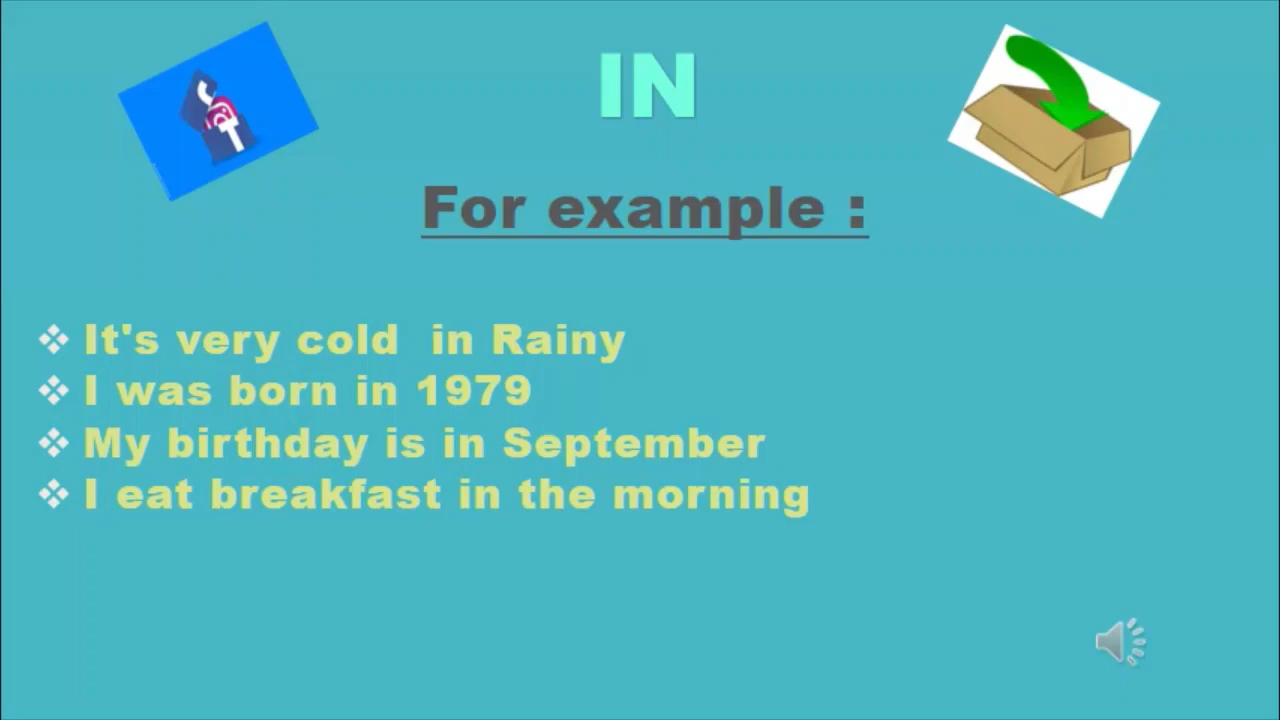 IN
For example :
It's very cold  in Rainy
I was born in 1979
My birthday is in September
I eat breakfast in the morning